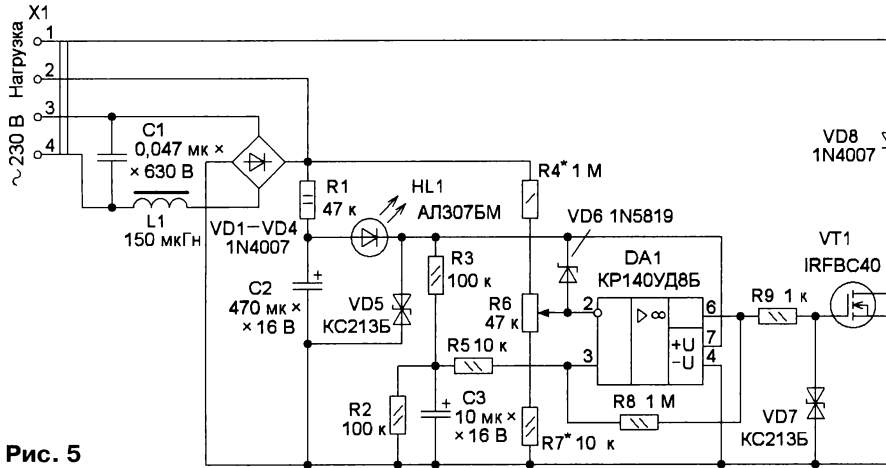 X1
Нагрузка
~230 В
1
2
3
4
C1
0,047 мк ×
× 630 В
L1
150 мкГн
VD1–VD4
1N4007
R1
47 к
HL1
АЛ307БМ
R4* 1 М
VD6 1N5819
VD8
1N4007
C2
470 мк ×
× 16 В
VD5
КС213Б
R3
100 к
R6
47 к
DA1
КР140УД8Б
2
3
▷ ∞
+U
–U
6
7
4
R9 1 к
VT1
IRFBC40
R5 10 к
R2
100 к
C3
10 мк ×
× 16 В
R7* 10 к
R8 1 М
VD7
КС213Б
+
+
Рис. 5